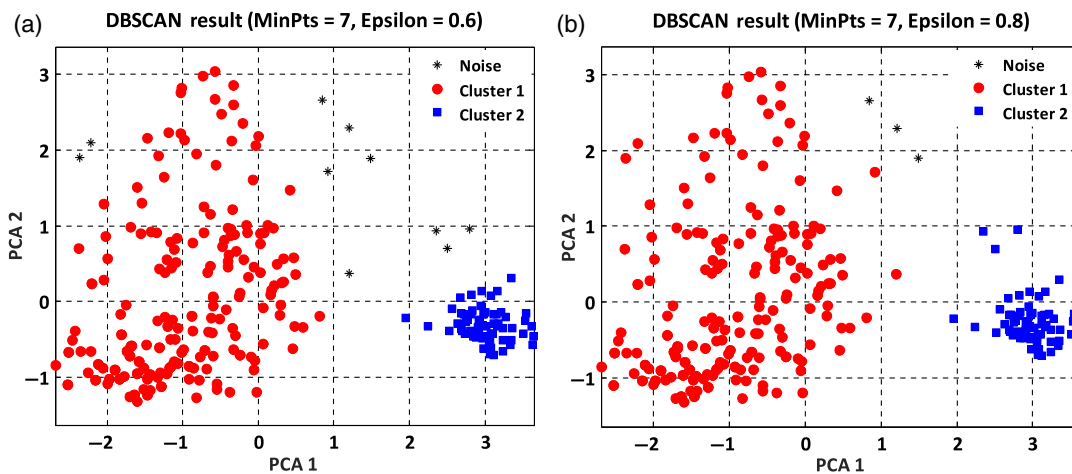 (a)
DBSCAN result (MinPts = 7, Epsilon = 0.6)
Noise
Cluster 1
Cluster 2
PCA 2
3
2
1
0
−1
−2
−1
0
1
2
3
PCA 1
(b)
DBSCAN result (MinPts = 7, Epsilon = 0.8)
Noise
Cluster 1
Cluster 2
PCA 2
3
2
1
0
−1
−2
−1
0
1
2
3
PCA 1